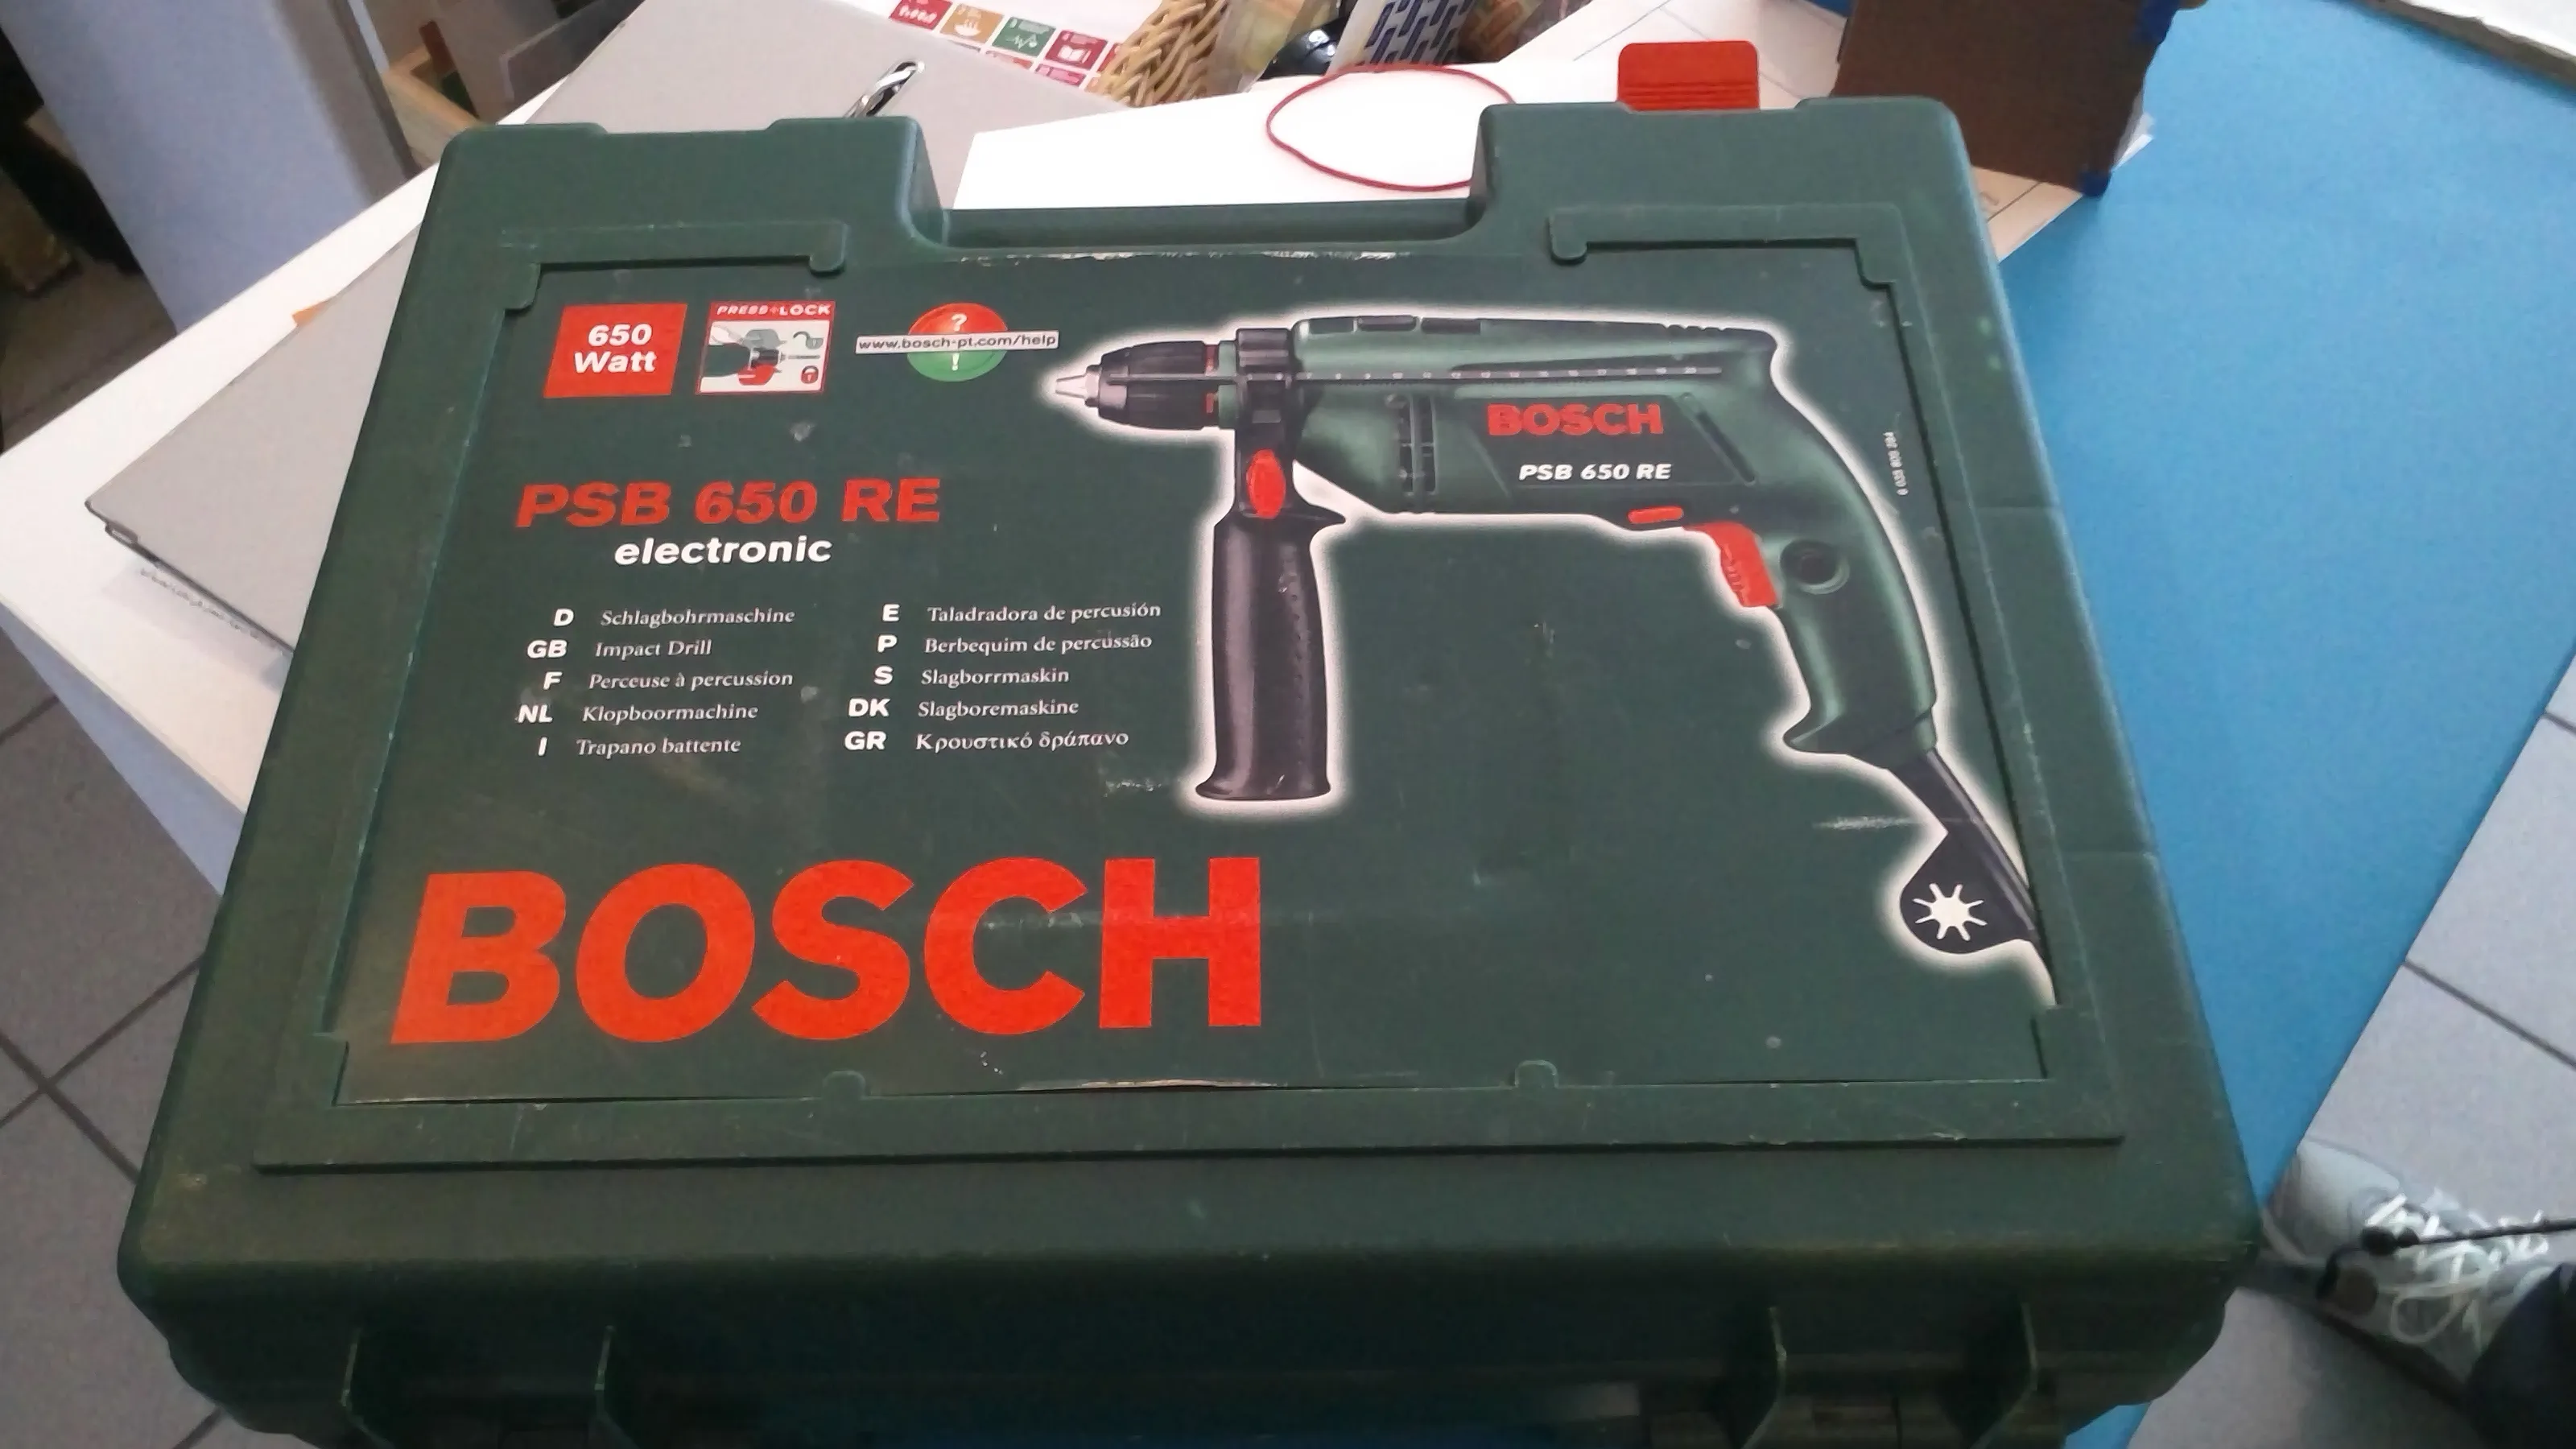 650
Watt
PRESS+LOCK
?
www.bosch-pt.com/help
!
BOSCH
PSB 650 RE
PSB 650 RE
electronic
D Schlagbohrmaschine
GB Impact Drill
F Perceuse à percussion
NL Klopboormachine
I Trapano battente
E Taladradora de percusión
P Berbequim de percussão
S Slagborrmaskin
DK Slagboremaskine
GR Κρουστικό δράπανο
BOSCH